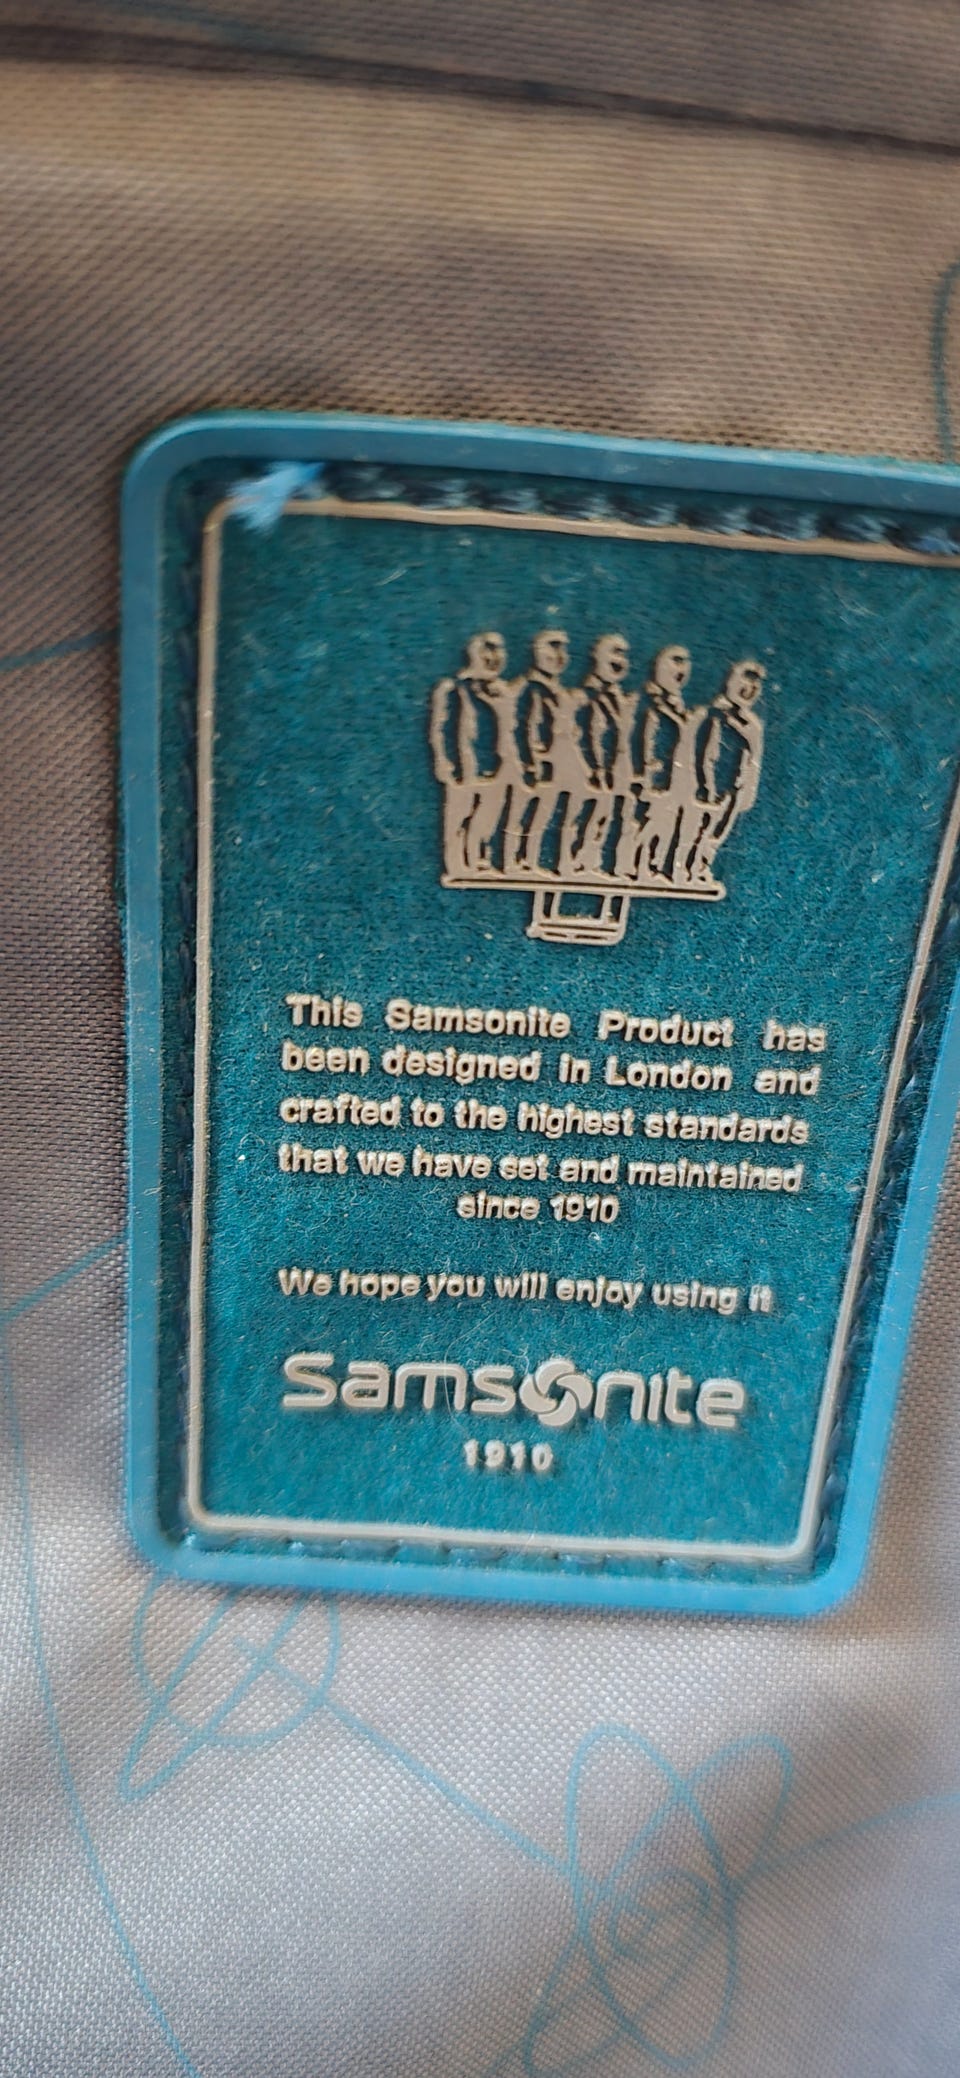 This Samsonite Product has
been designed in London and
crafted to the highest standards
that we have set and maintained
since 1910
We hope you will enjoy using it
Samsonite
1910